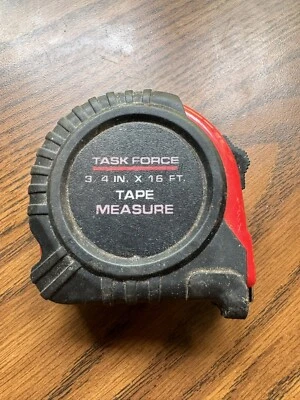 TASK FORCE
3/4 IN. X 16 FT.
TAPE
MEASURE